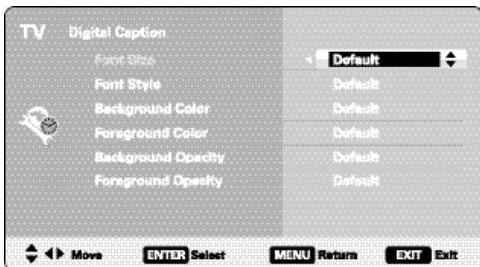 TV Digital Caption
Font Size Default
Font Style Default
Background Color Default
Foreground Color Default
Background Opacity Default
Foreground Opacity Default
Move ENTER Select MENU Return EXIT Exit